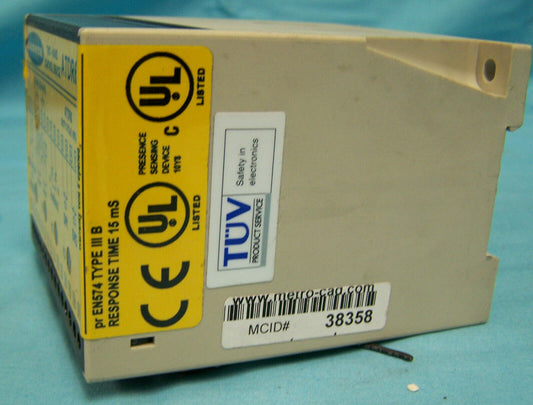 pr EN574 TYPE III B
RESPONSE TIME 15 mS
CE
UL
LISTED
PRESENCE
SENSING
DEVICE
10Y8
C
UL
LISTED
TÜV
PRODUCT SERVICE
Safety in
electronics
www.metro-cad.com
MCID# 38358